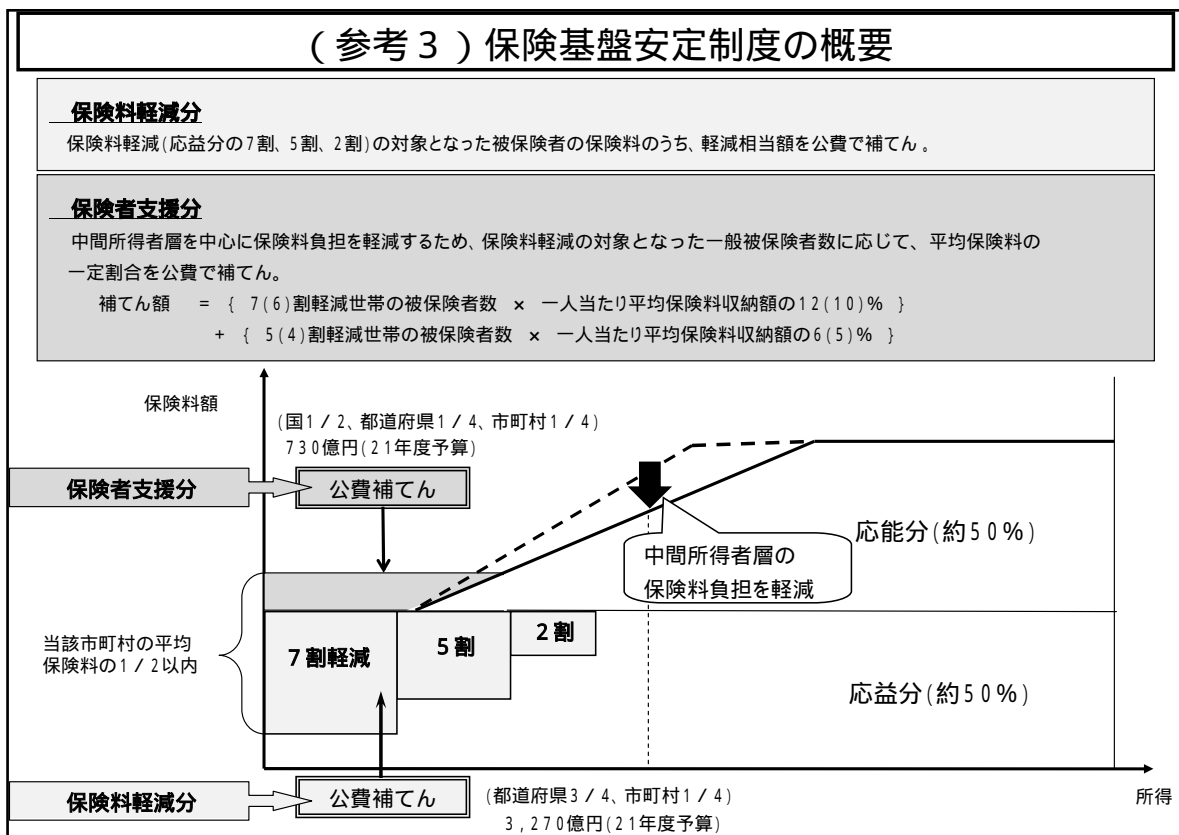 (参考3)保険基盤安定制度の概要
保険料軽減分
保険料軽減(応益分の7割、5割、2割)の対象となった被保険者の保険料のうち、軽減相当額を公費で補てん。
保険者支援分
中間所得者層を中心に保険料負担を軽減するため、保険料軽減の対象となった一般被保険者数に応じて、平均保険料の
一定割合を公費で補てん。
補てん額 = { 7(6)割軽減世帯の被保険者数 × 一人当たり平均保険料収納額の12(10)% }
+ { 5(4)割軽減世帯の被保険者数 × 一人当たり平均保険料収納額の6(5)% }
保険料額
(国1/2、都道府県1/4、市町村1/4)
730億円(21年度予算)
保険者支援分
公費補てん
応能分(約50%)
中間所得者層の
保険料負担を軽減
当該市町村の平均
保険料の1/2以内
7割軽減
5割
2割
応益分(約50%)
保険料軽減分
公費補てん
(都道府県3/4、市町村1/4)
3,270億円(21年度予算)
所得